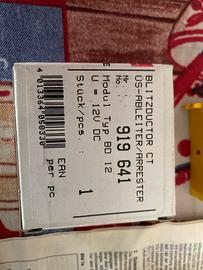 BLITZDUCTOR CT
ÜS-ABLEITER/ARRESTER
Nr.
No: 919 641
Modul Typ BD 12
U = 12V DC
Stück/pcs : 1
EAN
per pc
4 013364 050330